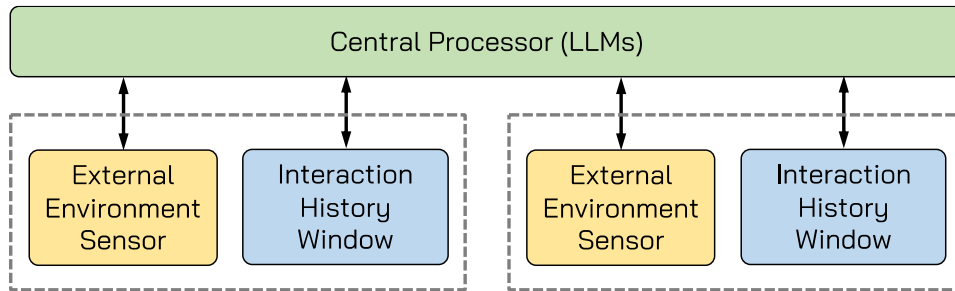 Central Processor (LLMs)
External
Environment
Sensor
Interaction
History
Window
External
Environment
Sensor
Interaction
History
Window